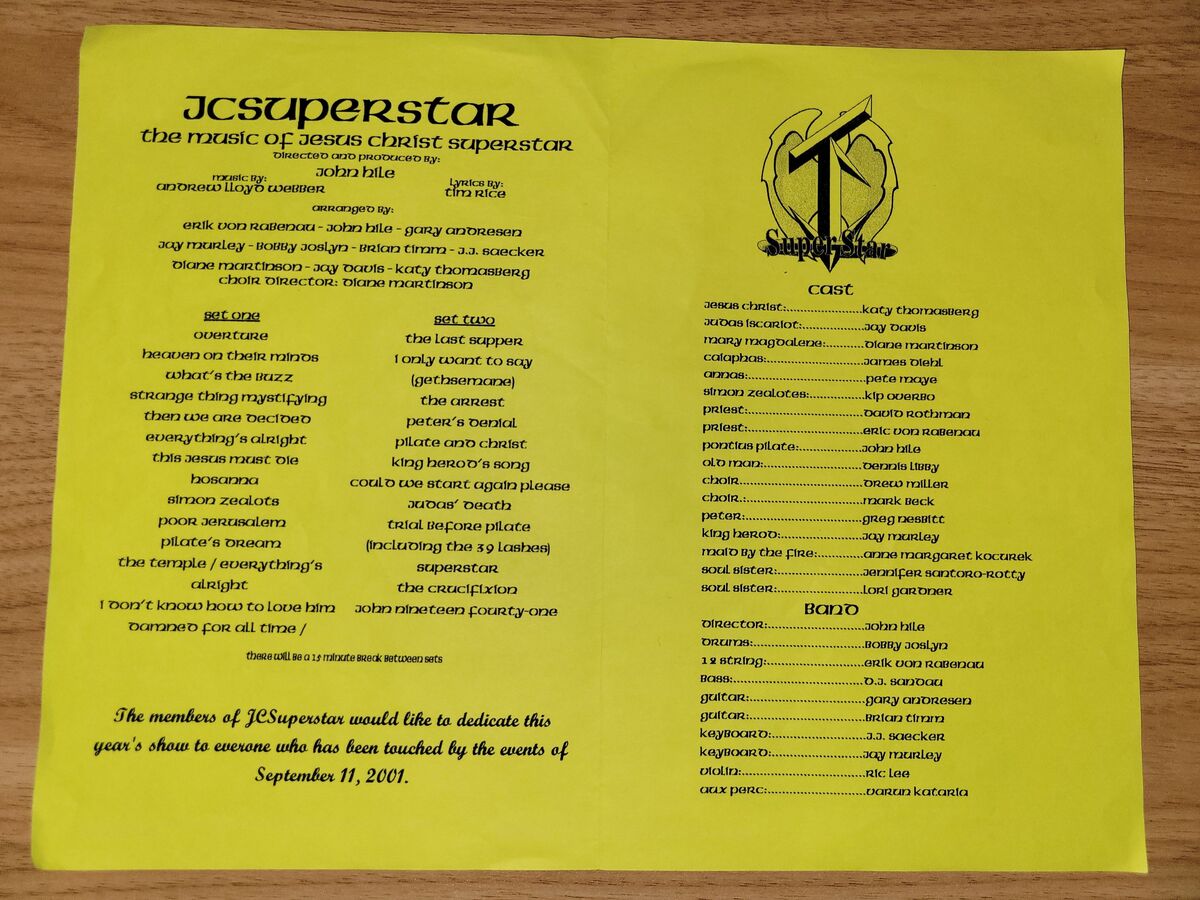 JCSuperstar
the music of Jesus Christ Superstar
directed and produced by:
John Hile
music by:
Andrew Lloyd Webber
lyrics by:
Tim Rice
arranged by:
Erik Von Rabenau - John Hile - Gary Andresen
Jay Murley - Bobby Joslyn - Brian Timm - J.J. Saecker
Diane Martinson - Jay Davis - Katy Thomasberg
choir director: Diane Martinson
set one
overture
heaven on their minds
what's the buzz
strange thing mystifying
then we are decided
everything's alright
this Jesus must die
hosanna
simon zealots
poor Jerusalem
pilate's dream
the temple / everything's
alright
i don't know how to love him
damned for all time /
set two
the last supper
i only want to say
(gethsemane)
the arrest
peter's denial
pilate and christ
king herod's song
could we start again please
Judas' death
trial before pilate
(including the 39 lashes)
superstar
the crucifixion
John nineteen fourty-one
there will be a 15 minute break between sets
The members of JCSuperstar would like to dedicate this
year's show to everone who has been touched by the events of
September 11, 2001.
Super Star
cast
Jesus Christ:......................Katy Thomasberg
Judas Iscariot:..................Jay Davis
Mary Magdalene:...........Diane Martinson
Caiaphas:............................James Diehl
Annas:.................................Pete Maye
Simon Zealotes:................Kip Overbo
Priest:..................................David Rothman
Priest:..................................Eric Von Rabenau
Pontius Pilate:...................John Hile
Old Man:.............................Dennis Libby
Choir...................................Drew Miller
Choir.:.................................Mark Beck
Peter:...................................Greg Nesbitt
King Herod:........................Jay Murley
Maid by the Fire:..............Anne Margaret Kocurek
Soul Sister:.........................Jennifer Santoro-Rotty
Soul Sister:.........................Lori Gardner
Band
Director:.............................John Hile
Drums:.................................Bobby Joslyn
12 String:............................Erik Von Rabenau
Bass:.....................................D.J. Sandau
Guitar:.................................Gary Andresen
Guitar:.................................Brian Timm
Keyboard:...........................J.J. Saecker
Keyboard:...........................Jay Murley
Violin:..................................Ric Lee
Aux Perc:............................Varun Kataria